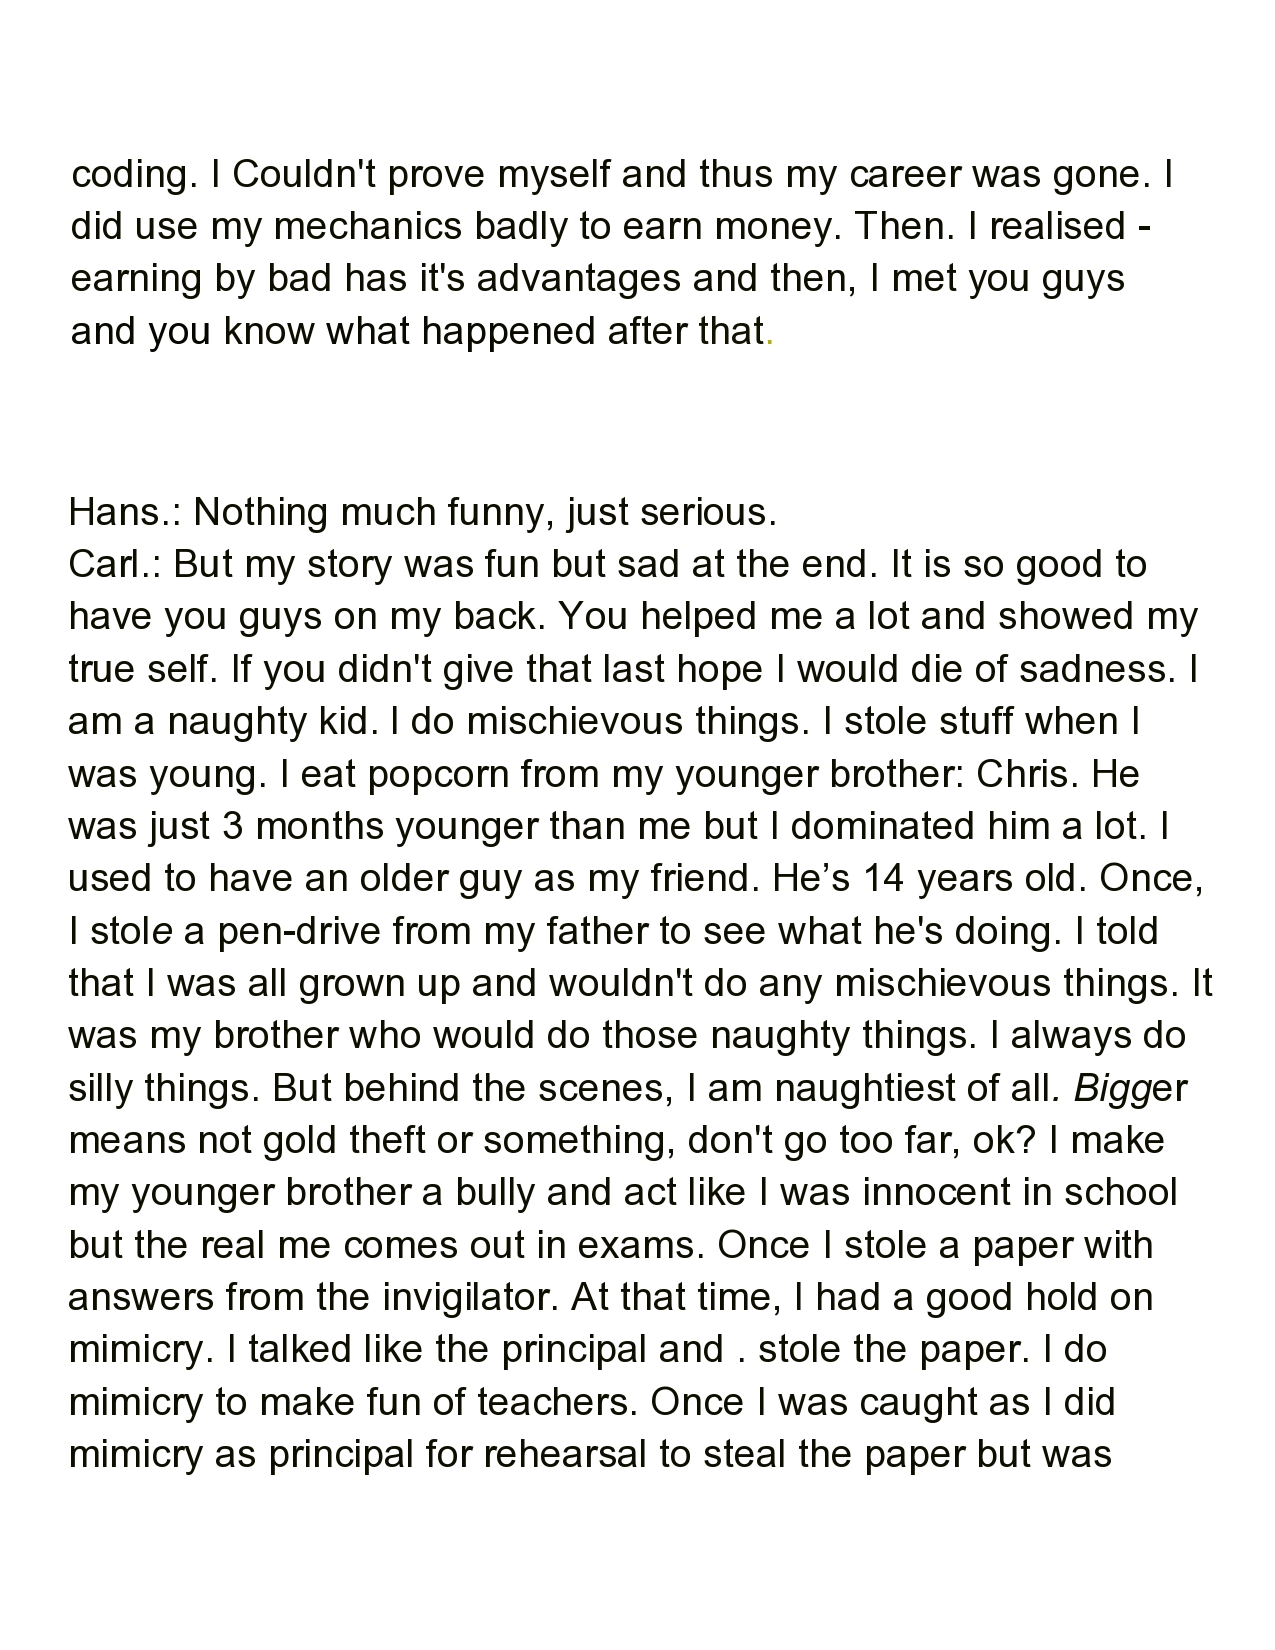 coding. I Couldn't prove myself and thus my career was gone. I
did use my mechanics badly to earn money. Then. I realised -
earning by bad has it's advantages and then, I met you guys
and you know what happened after that.
Hans.: Nothing much funny, just serious.
Carl.: But my story was fun but sad at the end. It is so good to
have you guys on my back. You helped me a lot and showed my
true self. If you didn't give that last hope I would die of sadness. I
am a naughty kid. I do mischievous things. I stole stuff when I
was young. I eat popcorn from my younger brother: Chris. He
was just 3 months younger than me but I dominated him a lot. I
used to have an older guy as my friend. He’s 14 years old. Once,
I stole a pen-drive from my father to see what he's doing. I told
that I was all grown up and wouldn't do any mischievous things. It
was my brother who would do those naughty things. I always do
silly things. But behind the scenes, I am naughtiest of all. Bigger
means not gold theft or something, don't go too far, ok? I make
my younger brother a bully and act like I was innocent in school
but the real me comes out in exams. Once I stole a paper with
answers from the invigilator. At that time, I had a good hold on
mimicry. I talked like the principal and . stole the paper. I do
mimicry to make fun of teachers. Once I was caught as I did
mimicry as principal for rehearsal to steal the paper but was